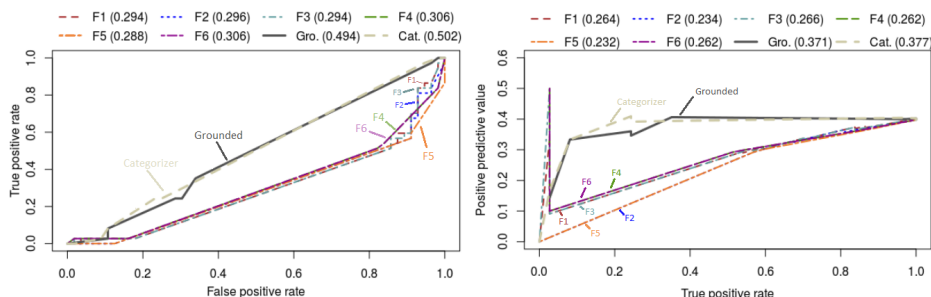 F1 (0.294) F2 (0.296) F3 (0.294) F4 (0.306)
F5 (0.288) F6 (0.306) Gro. (0.494) Cat. (0.502)
True positive rate
1.0
0.8
0.6
0.4
0.2
0.0
F1
F3
F2
F4
F6
F5
Grounded
Categorizer
0.0 0.2 0.4 0.6 0.8 1.0
False positive rate
F1 (0.264) F2 (0.234) F3 (0.266) F4 (0.262)
F5 (0.232) F6 (0.262) Gro. (0.371) Cat. (0.377)
Positive predictive value
0.6
0.5
0.4
0.3
0.2
0.1
0.0
Categorizer
Grounded
F6
F4
F3
F1
F2
F5
0.0 0.2 0.4 0.6 0.8 1.0
True positive rate